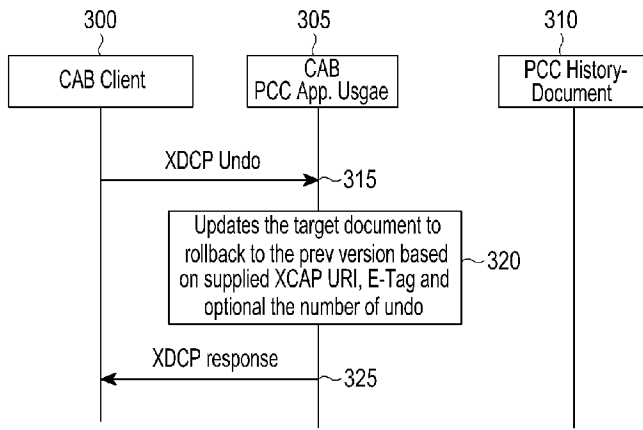 300
305
310
CAB Client
CAB
PCC App. Usgae
PCC History-
Document
XDCP Undo
315
Updates the target document to
rollback to the prev version based
on supplied XCAP URI, E-Tag and
optional the number of undo
320
XDCP response
325